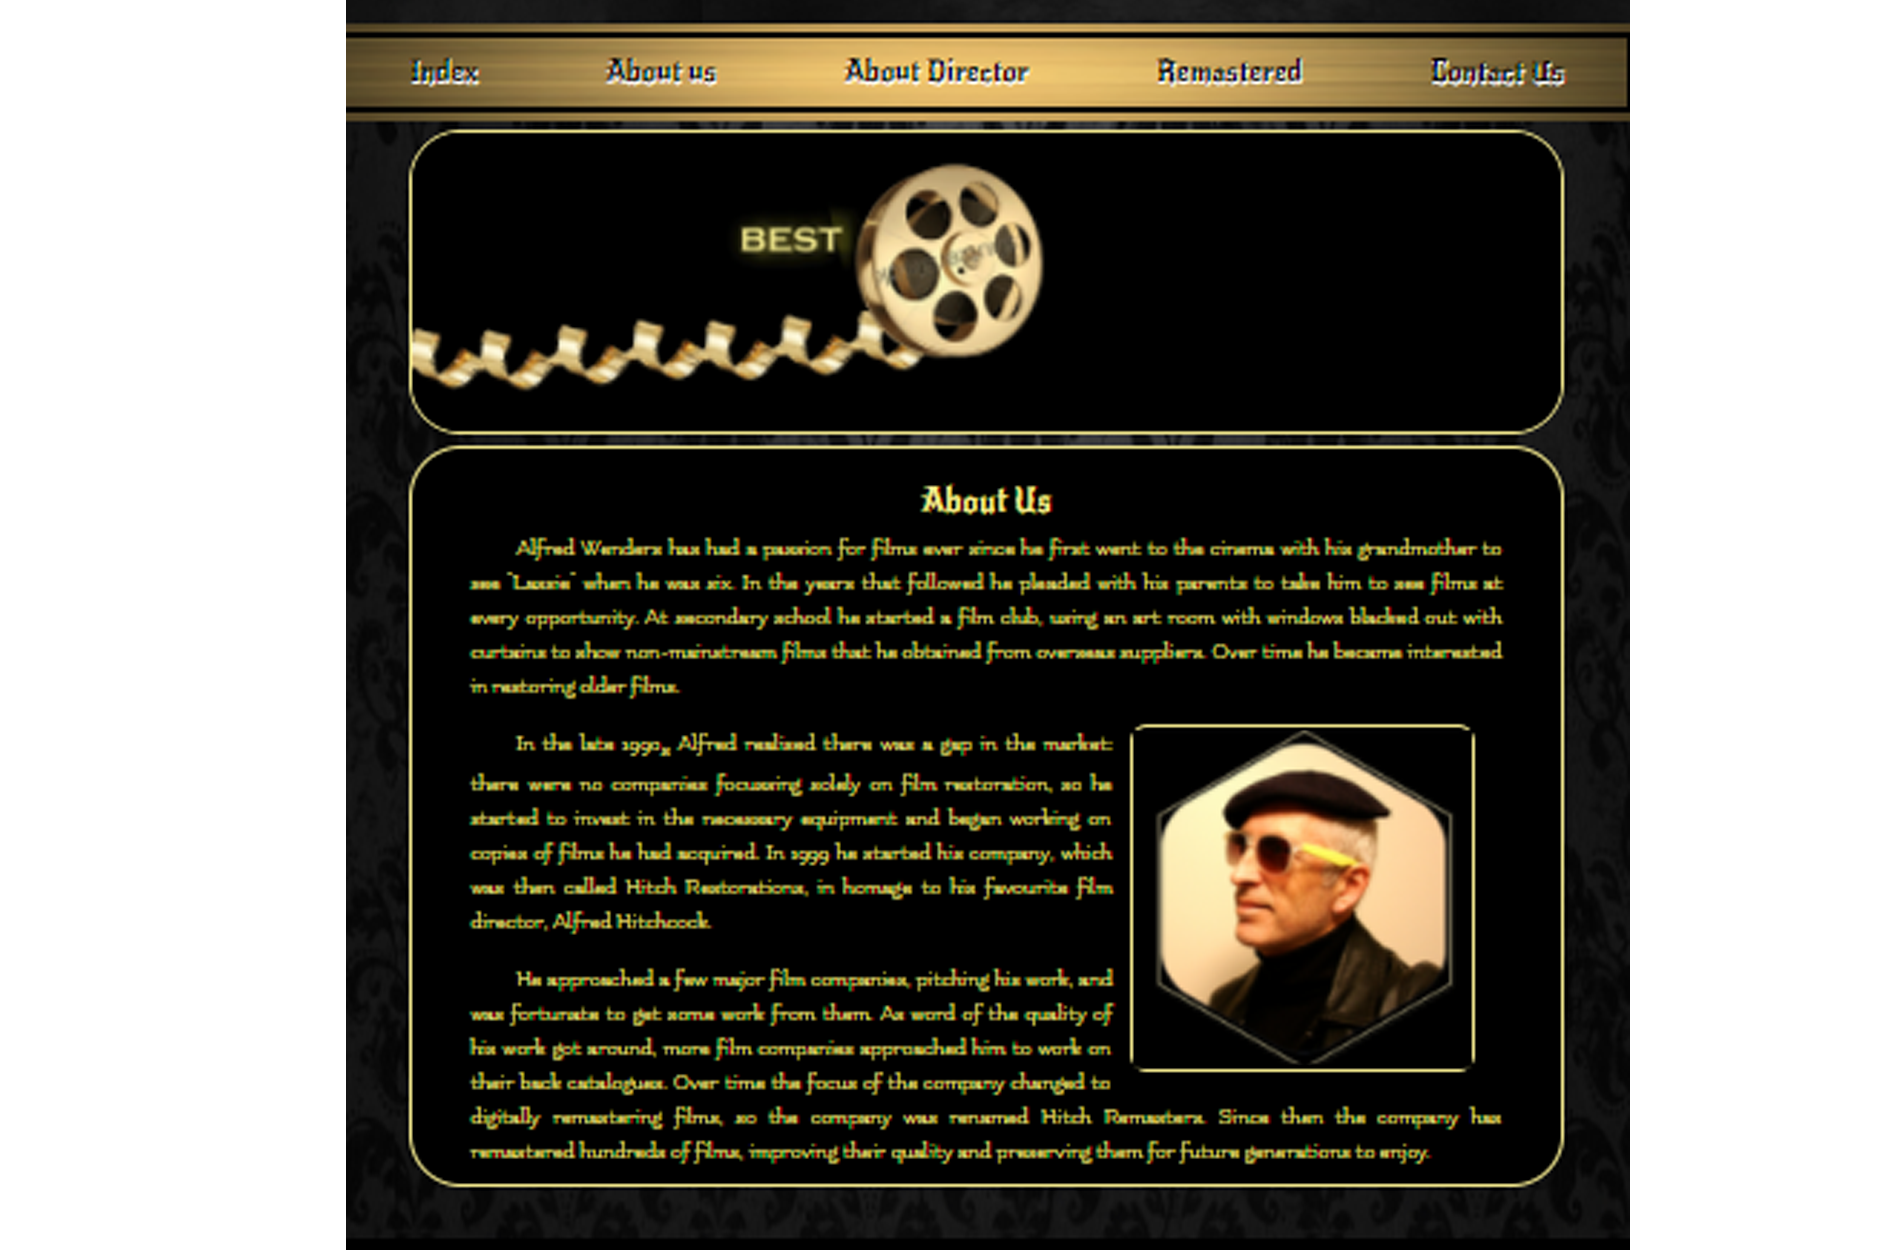 Index About us About Director Remastered Contact Us
BEST
About Us
Alfred Wenders has had a passion for films ever since he first went to the cinema with his grandmother to
see "Lassie" when he was six. In the years that followed he pleaded with his parents to take him to see films at
every opportunity. At secondary school he started a film club, using an art room with windows blacked out with
curtains to show non-mainstream films that he obtained from overseas suppliers. Over time he became interested
in restoring older films.
In the late 1990s Alfred realised there was a gap in the market:
there were no companies focussing solely on film restoration, so he
started to invest in the necessary equipment and began working on
copies of films he had acquired. In 1999 he started his company, which
was then called Hitch Restorations, in homage to his favourite film
director, Alfred Hitchcock.
He approached a few major film companies, pitching his work, and
was fortunate to get some work from them. As word of the quality of
his work got around, more film companies approached him to work on
their back catalogues. Over time the focus of the company changed to
digitally remastering films, so the company was renamed Hitch Remasters. Since then the company has
remastered hundreds of films, improving their quality and preserving them for future generations to enjoy.